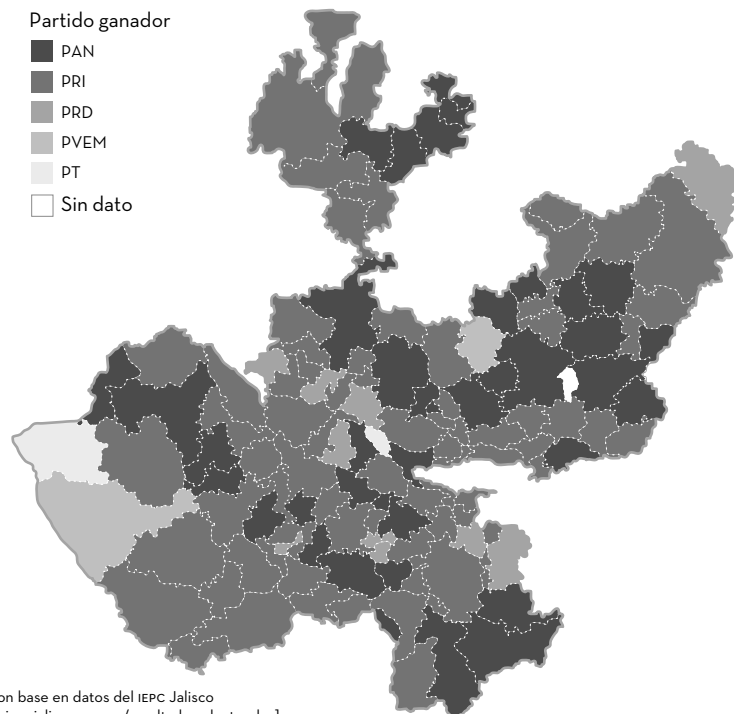 Partido ganador
PAN
PRI
PRD
PVEM
PT
Sin dato
on base en datos del IEPC Jalisco